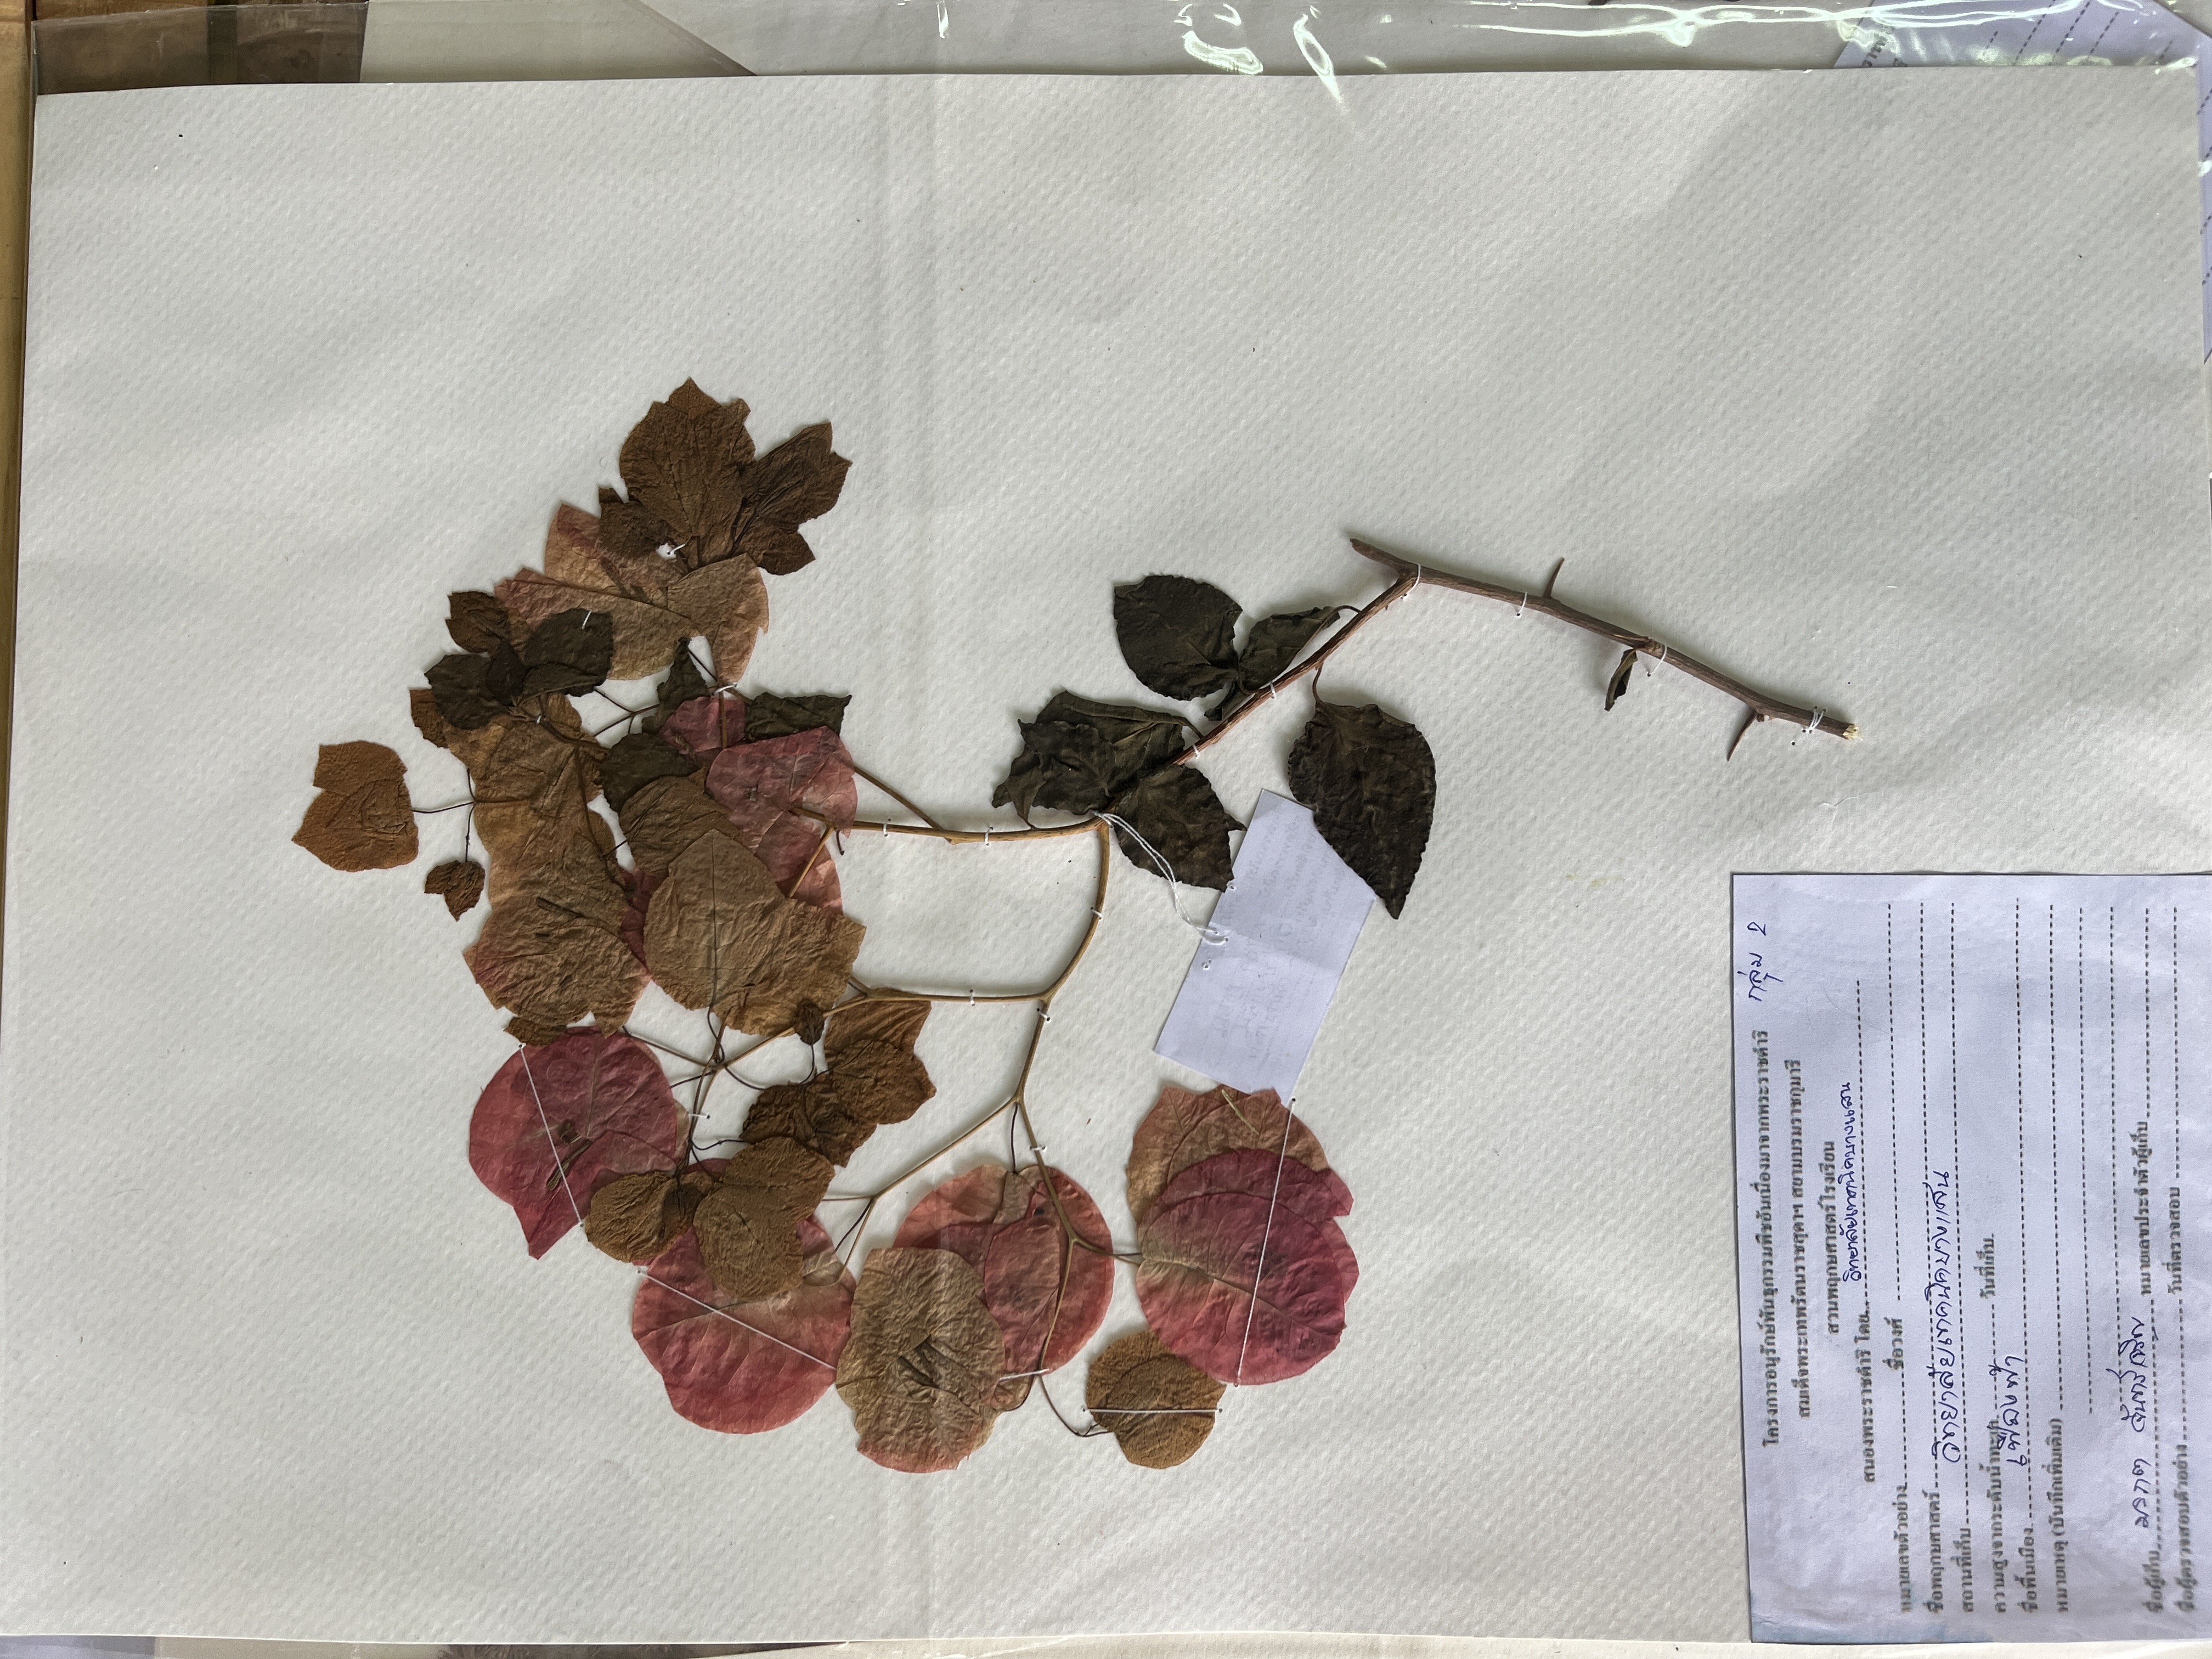 โครงการอนุรักษ์พันธุกรรมพืชอันเนื่องมาจากพระราชดำริ กลุ่ม 2
สมเด็จพระเทพรัตนราชสุดาฯ สยามบรมราชกุมารี
สวนพฤกษศาสตร์โรงเรียน
สนองพระราชดำริ โดย วิทยาลัยเทคนิคบางแสน
หมายเลขตัวอย่าง ชื่อวงศ์
ชื่อพฤกษศาสตร์
สถานที่เก็บ วิทยาลัยเทคนิคบางแสน
ความสูงจากระดับน้ำทะเล วันที่เก็บ
ชื่อพื้นเมือง เฟื่องฟ้า
หมายเหตุ (บันทึกเพิ่มเติม)
ชื่อผู้เก็บ มรกต จันทร์เจริญ หมายเลขประจำตัวผู้เก็บ
ชื่อผู้ตรวจสอบตัวอย่าง วันที่ตรวจสอบ